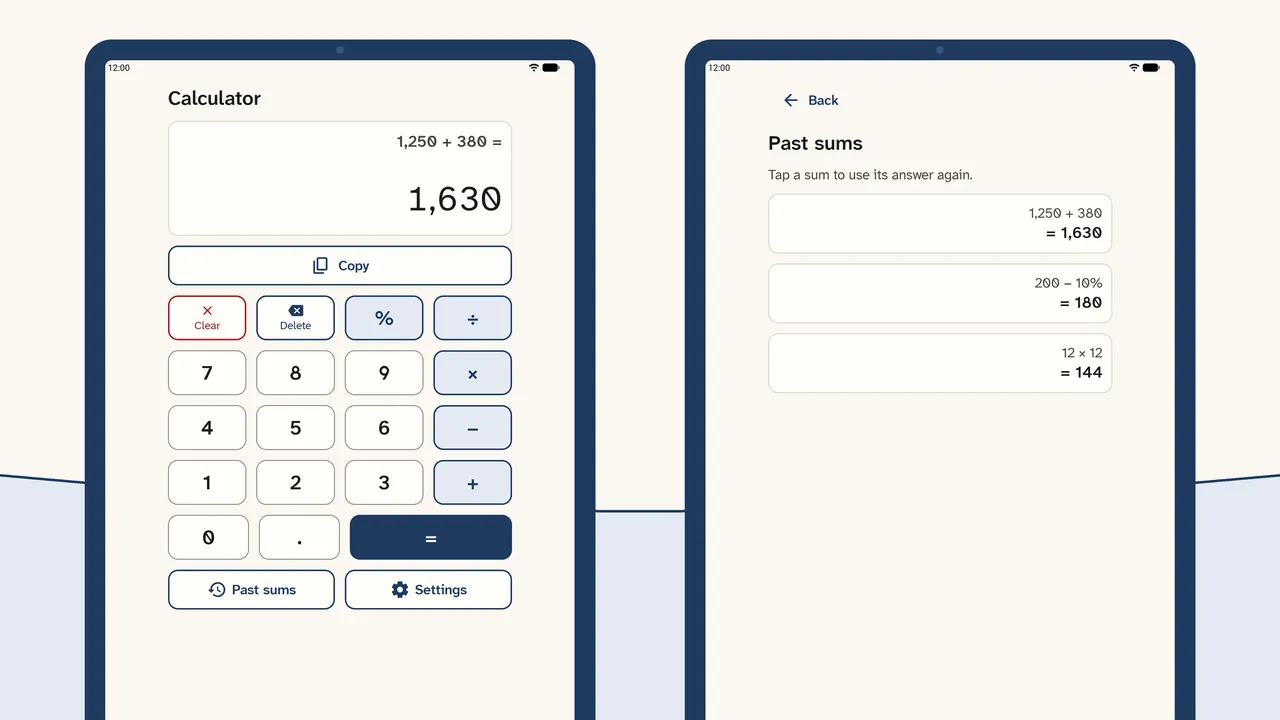 12:00
Calculator
1,250 + 380 =
1,630
Copy
Clear
Delete
%
÷
7
8
9
×
4
5
6
−
1
2
3
+
0
.
=
Past sums
Settings
12:00
Back
Past sums
Tap a sum to use its answer again.
1,250 + 380
= 1,630
200 − 10%
= 180
12 × 12
= 144